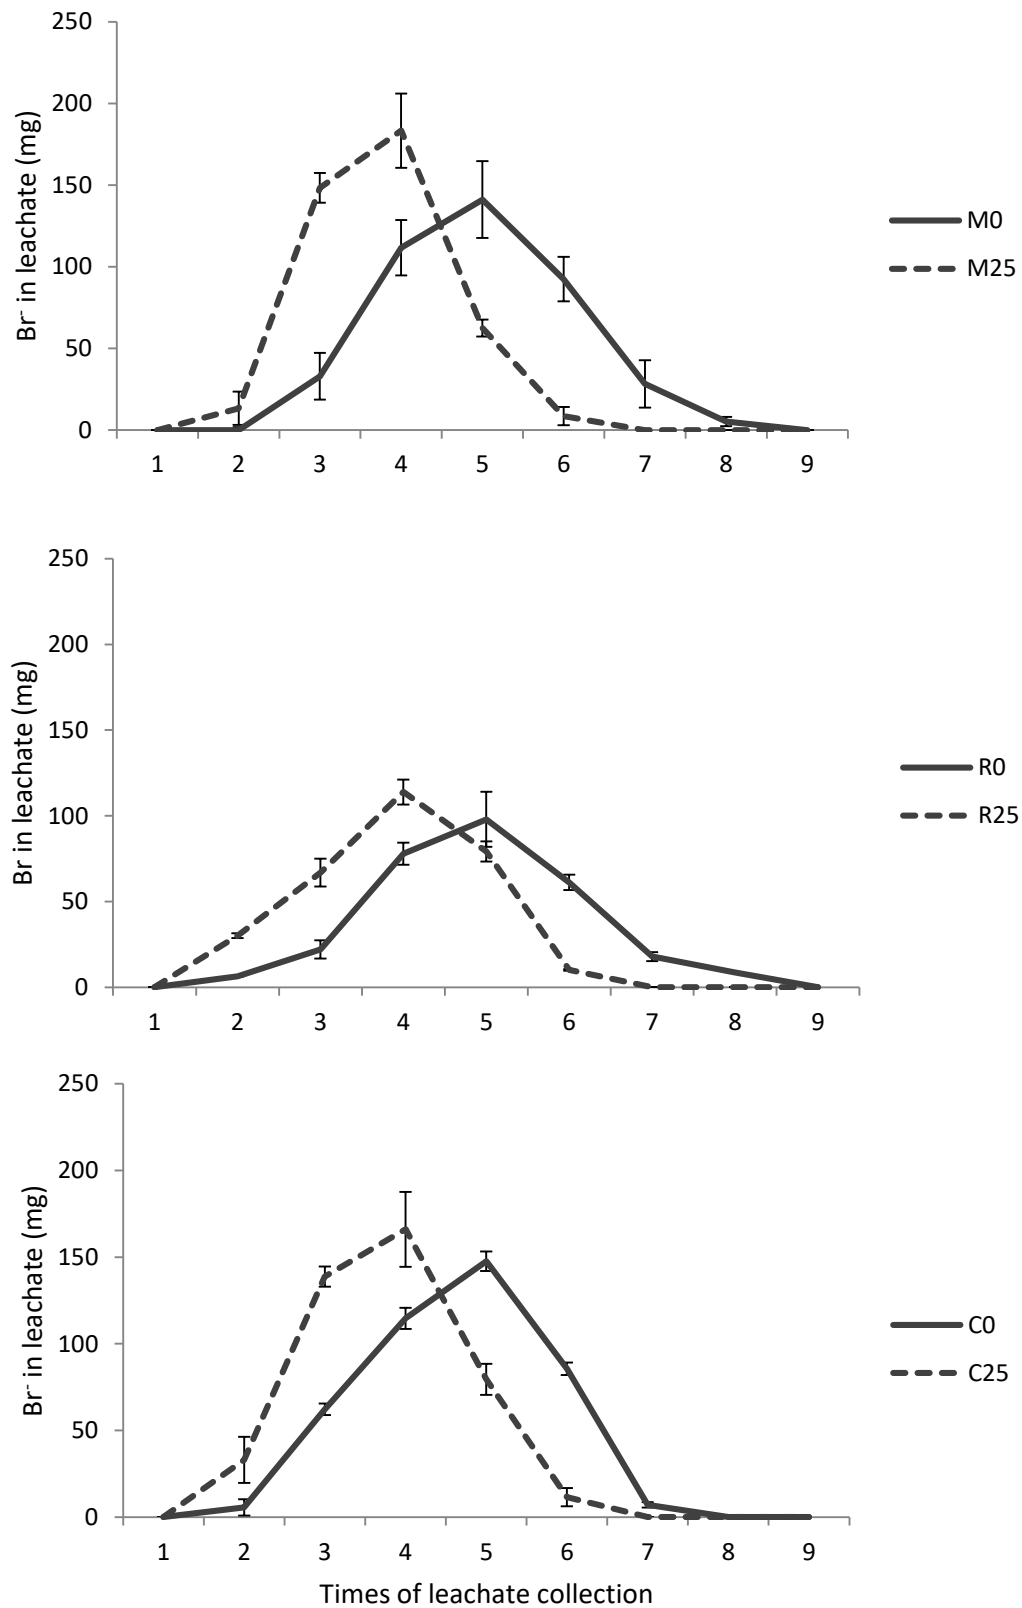 250
200
150
100
50
0
Br⁻ in leachate (mg)
1 2 3 4 5 6 7 8 9
M0
M25
250
200
150
100
50
0
Br in leachate (mg)
1 2 3 4 5 6 7 8 9
R0
R25
250
200
150
100
50
0
Br⁻ in leachate (mg)
1 2 3 4 5 6 7 8 9
Times of leachate collection
C0
C25